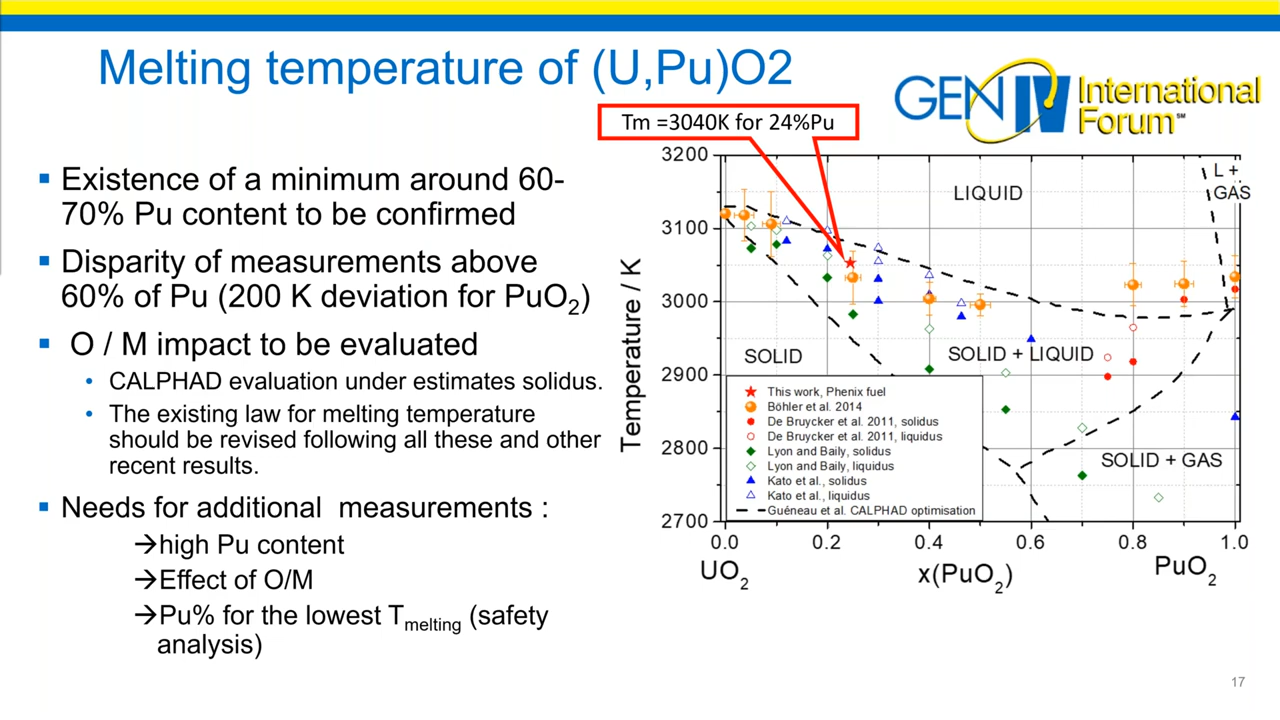 Melting temperature of (U,Pu)O2
GEN IV International
Forum℠
Tm =3040K for 24%Pu
▪ Existence of a minimum around 60-
70% Pu content to be confirmed
▪ Disparity of measurements above
60% of Pu (200 K deviation for PuO₂)
▪ O / M impact to be evaluated
• CALPHAD evaluation under estimates solidus.
• The existing law for melting temperature
should be revised following all these and other
recent results.
▪ Needs for additional measurements :
→high Pu content
→Effect of O/M
→Pu% for the lowest Tmelting (safety
analysis)
Temperature / K
3200
3100
3000
2900
2800
2700
LIQUID
L +
GAS
SOLID
SOLID + LIQUID
SOLID + GAS
This work, Phenix fuel
Böhler et al. 2014
De Bruycker et al. 2011, solidus
De Bruycker et al. 2011, liquidus
Lyon and Baily, solidus
Lyon and Baily, liquidus
Kato et al., solidus
Kato et al., liquidus
Guéneau et al. CALPHAD optimisation
0.0 0.2 0.4 0.6 0.8 1.0
UO₂ x(PuO₂) PuO₂
17